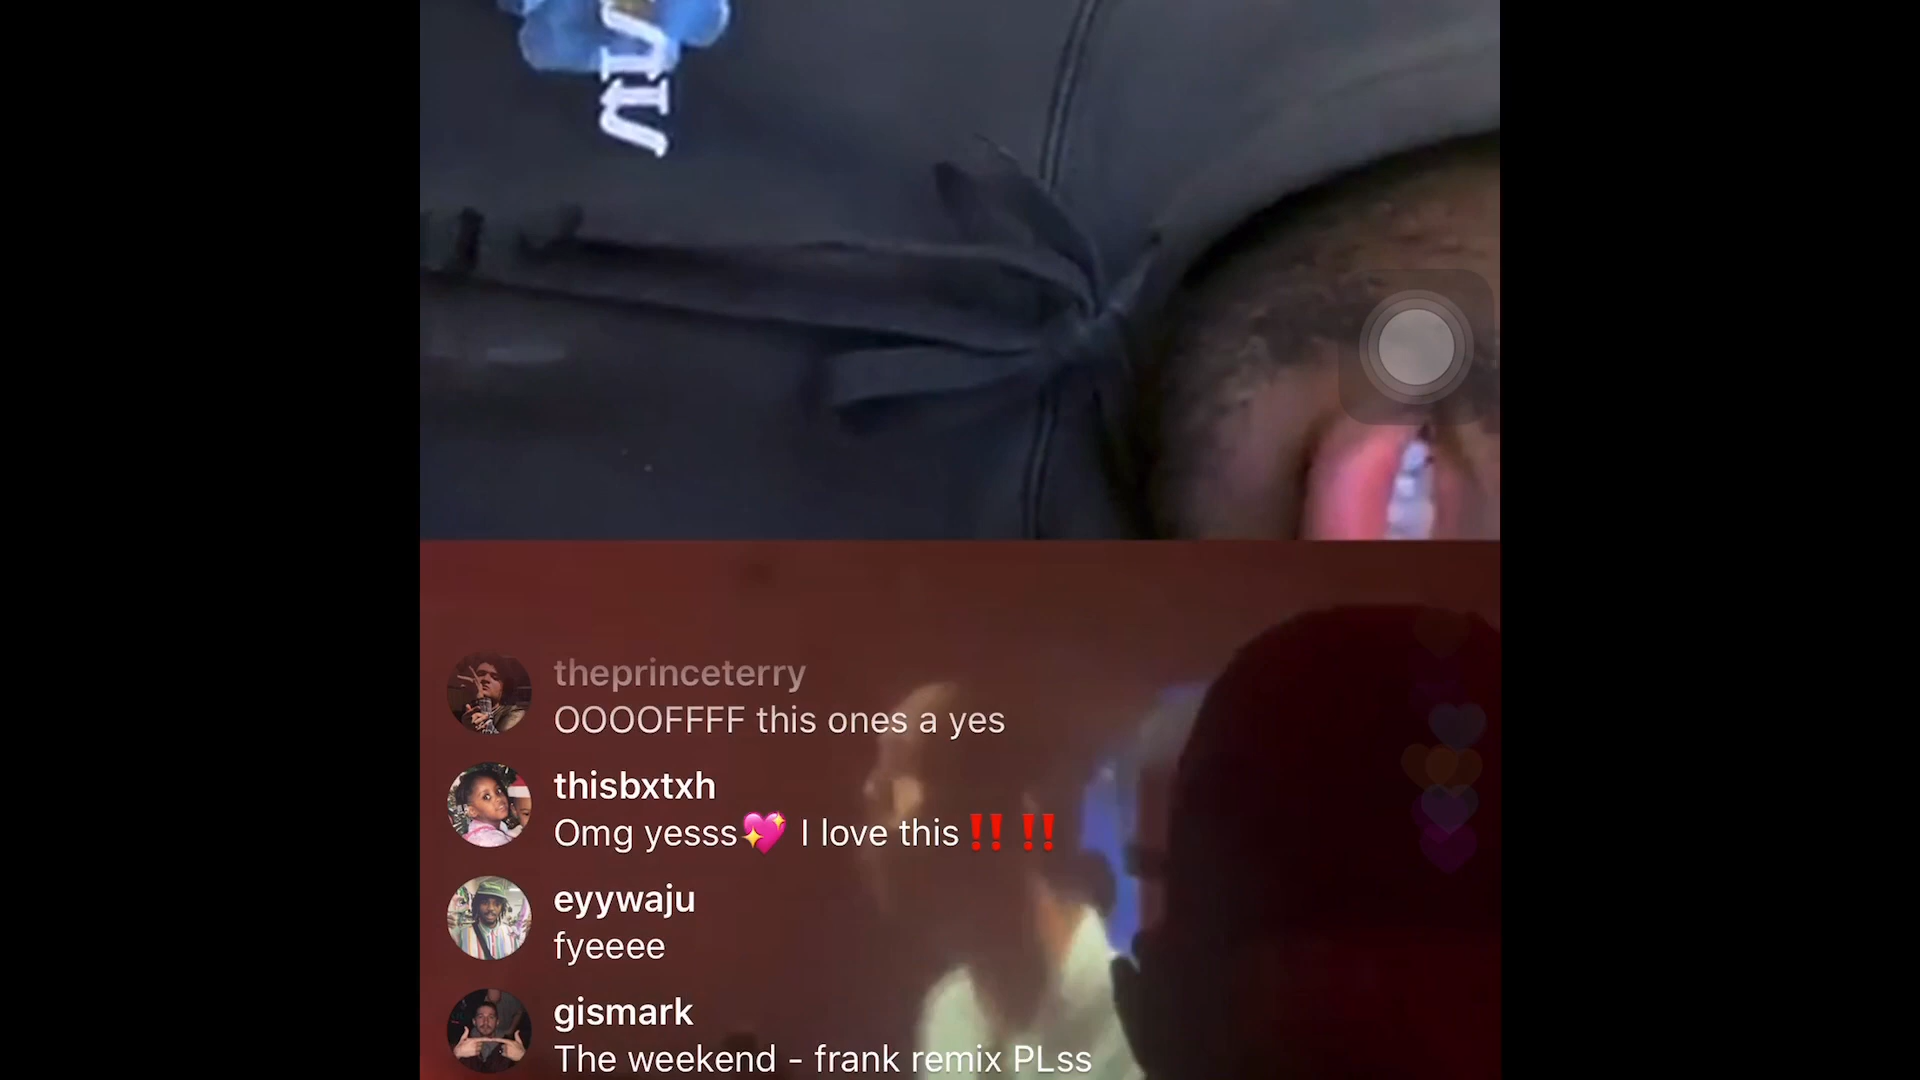 theprinceterry
OOOOFFFF this ones a yes
thisbxtxh
Omg yesss💖 I love this‼️ ‼️
eyywaju
fyeeee
gismark
The weekend - frank remix PLss